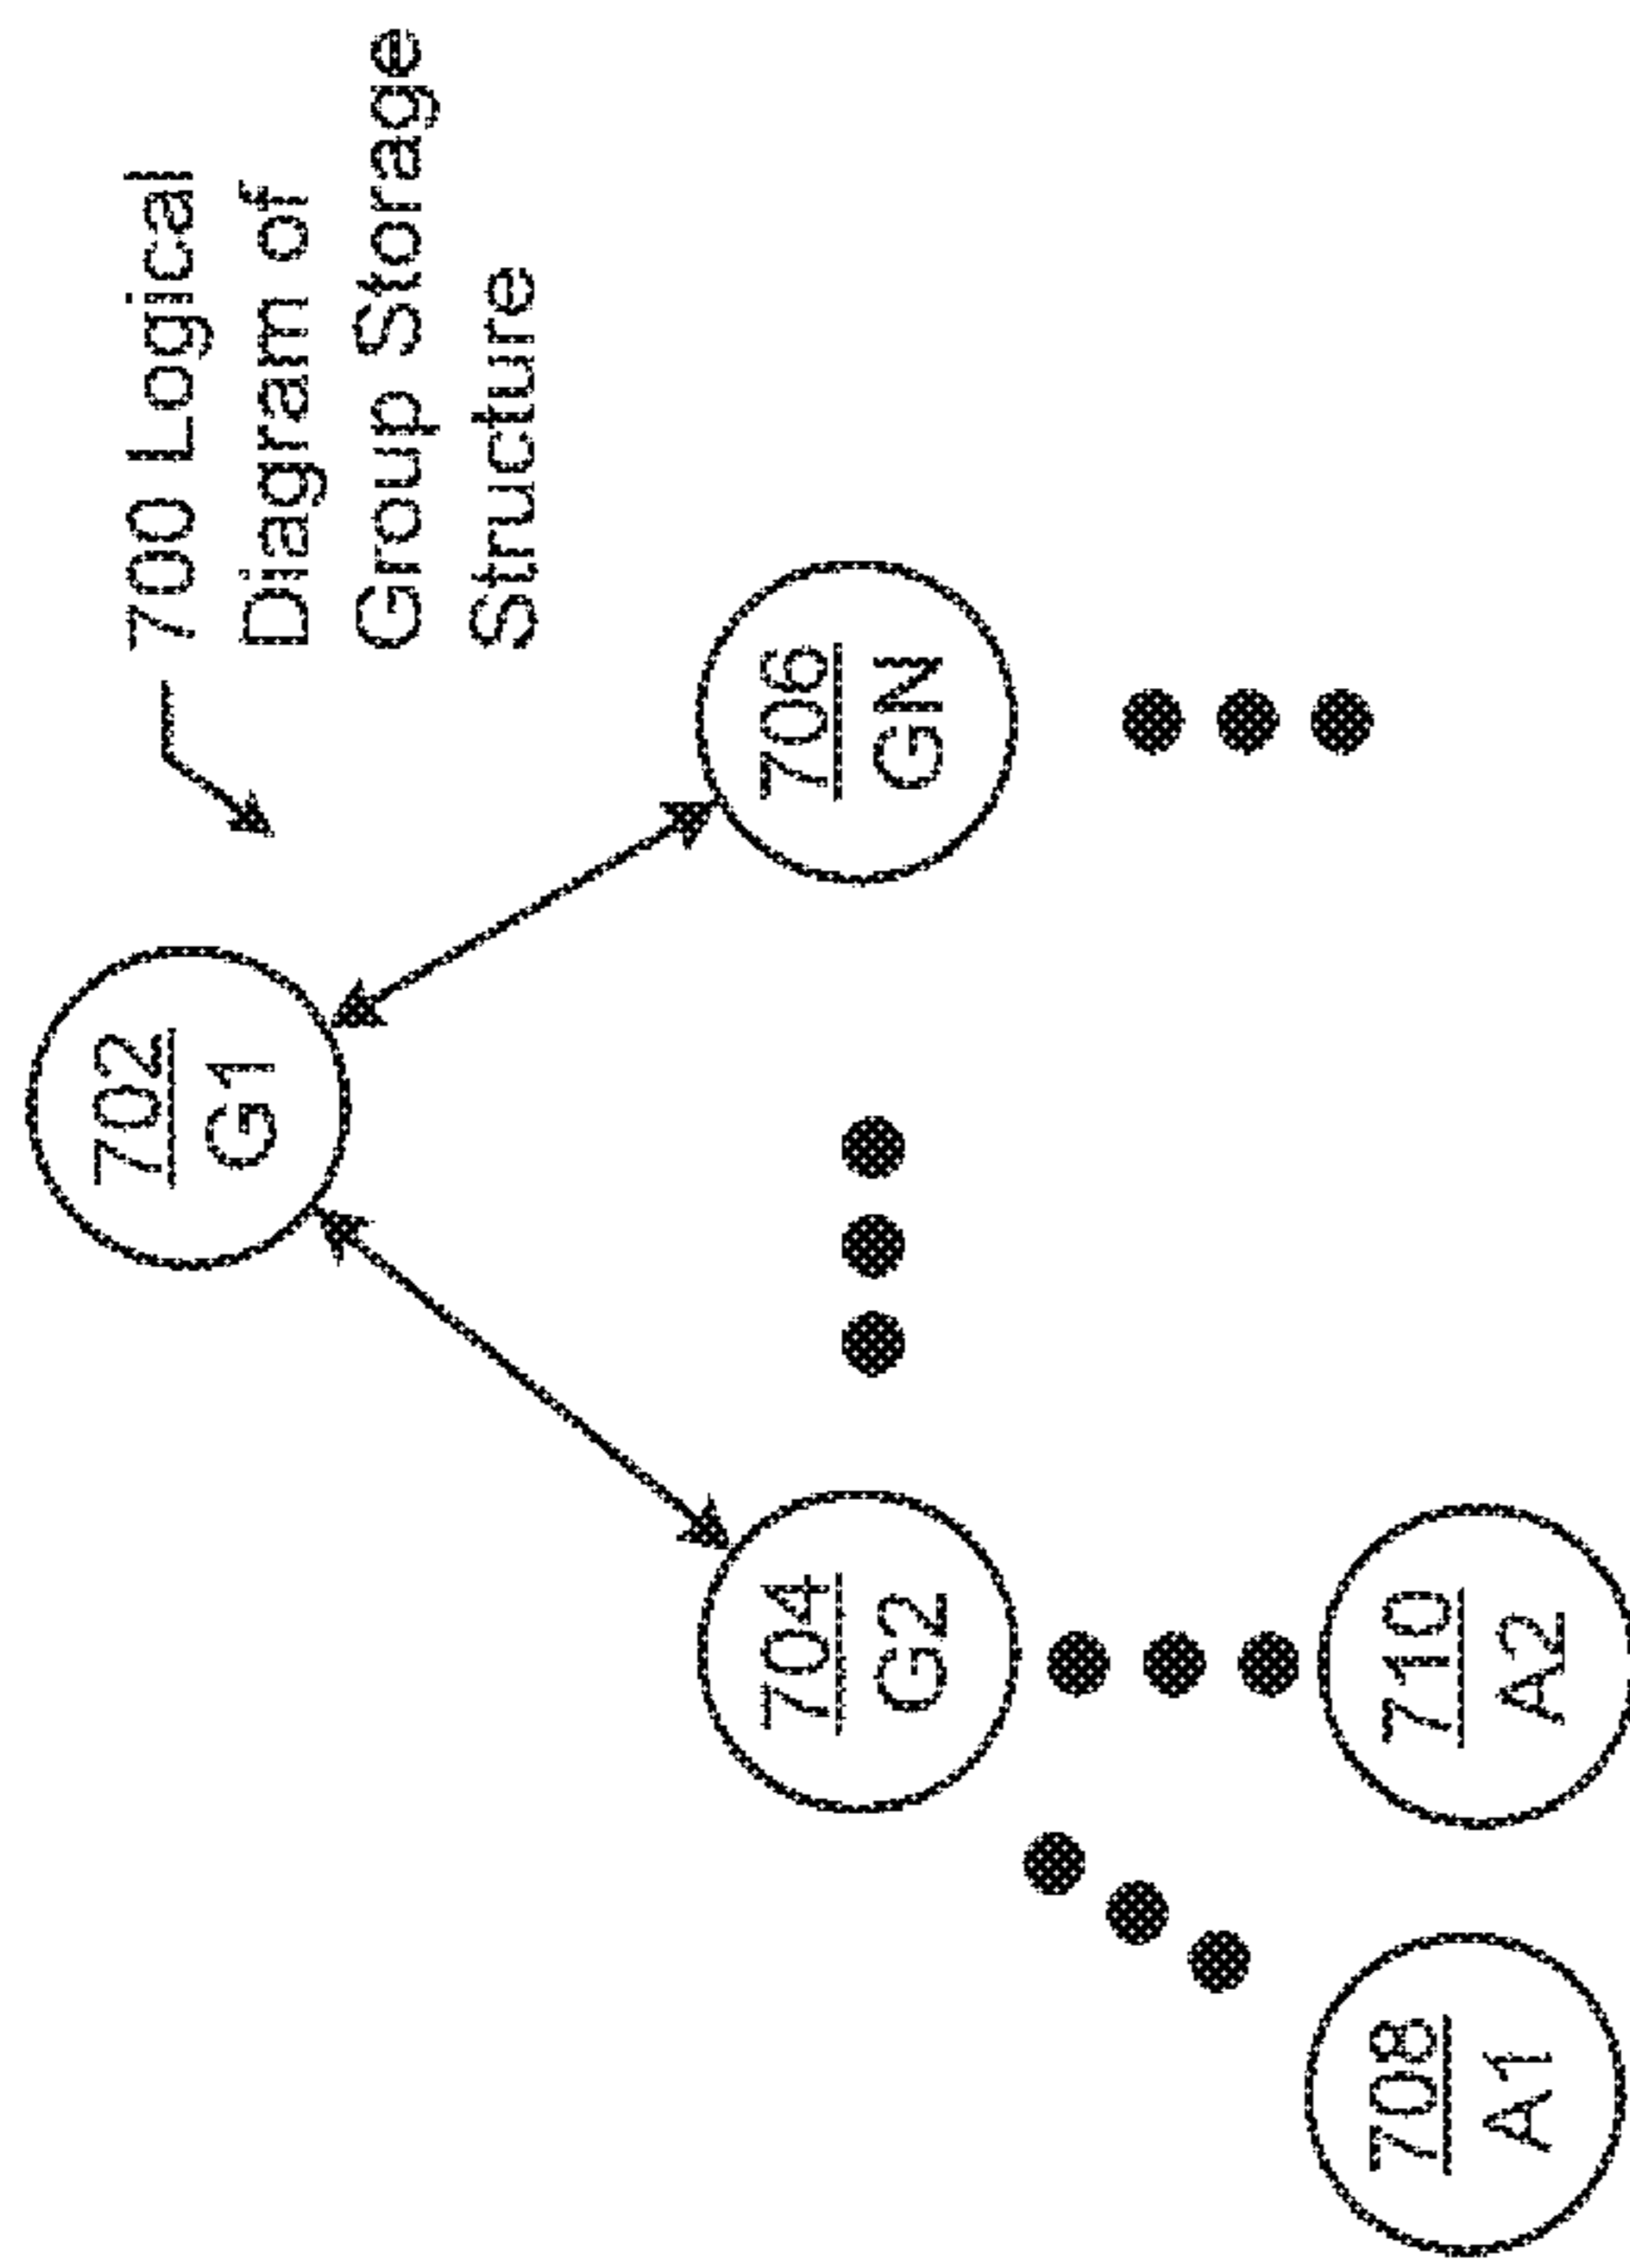 700 Logical
Diagram of
Group Storage
Structure
702
G1
704
G2
706
GN
708
A1
710
A2